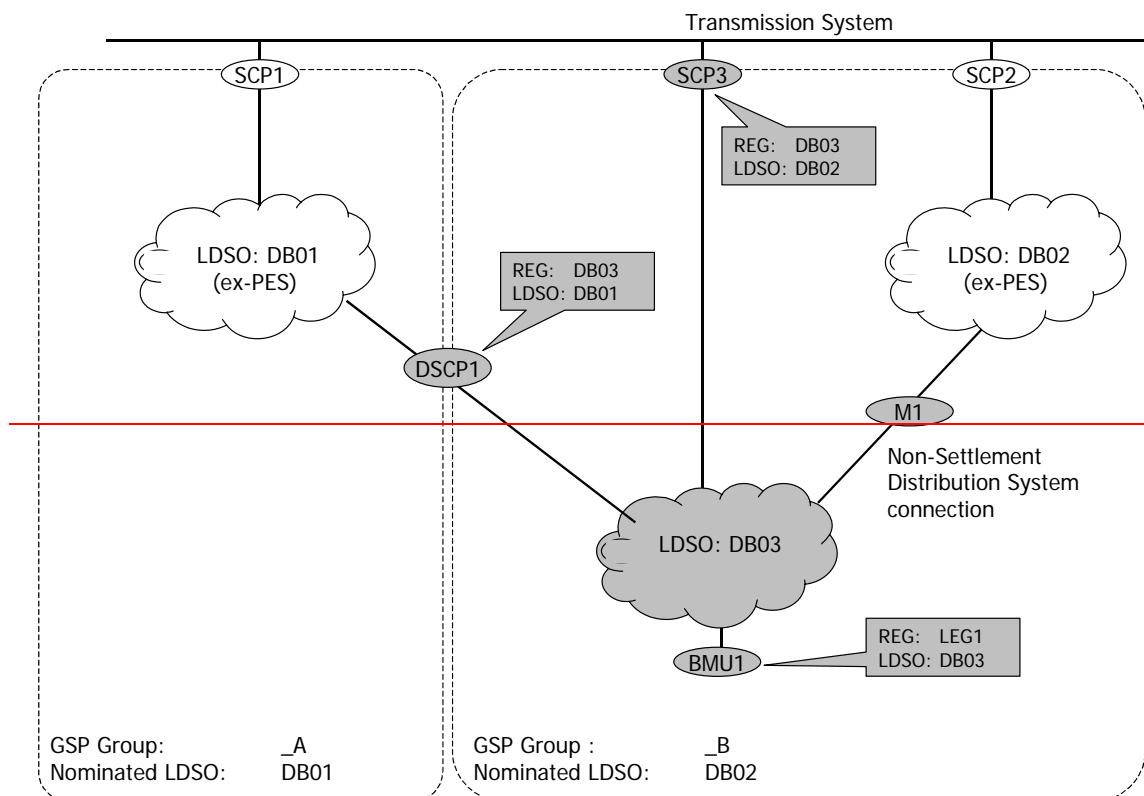 Transmission System
SCP1
SCP3
SCP2
REG: DB03
LDSO: DB02
LDSO: DB01
(ex-PES)
LDSO: DB02
(ex-PES)
REG: DB03
LDSO: DB01
DSCP1
M1
Non-Settlement
Distribution System
connection
LDSO: DB03
REG: LEG1
LDSO: DB03
BMU1
GSP Group: _A
Nominated LDSO: DB01
GSP Group : _B
Nominated LDSO: DB02